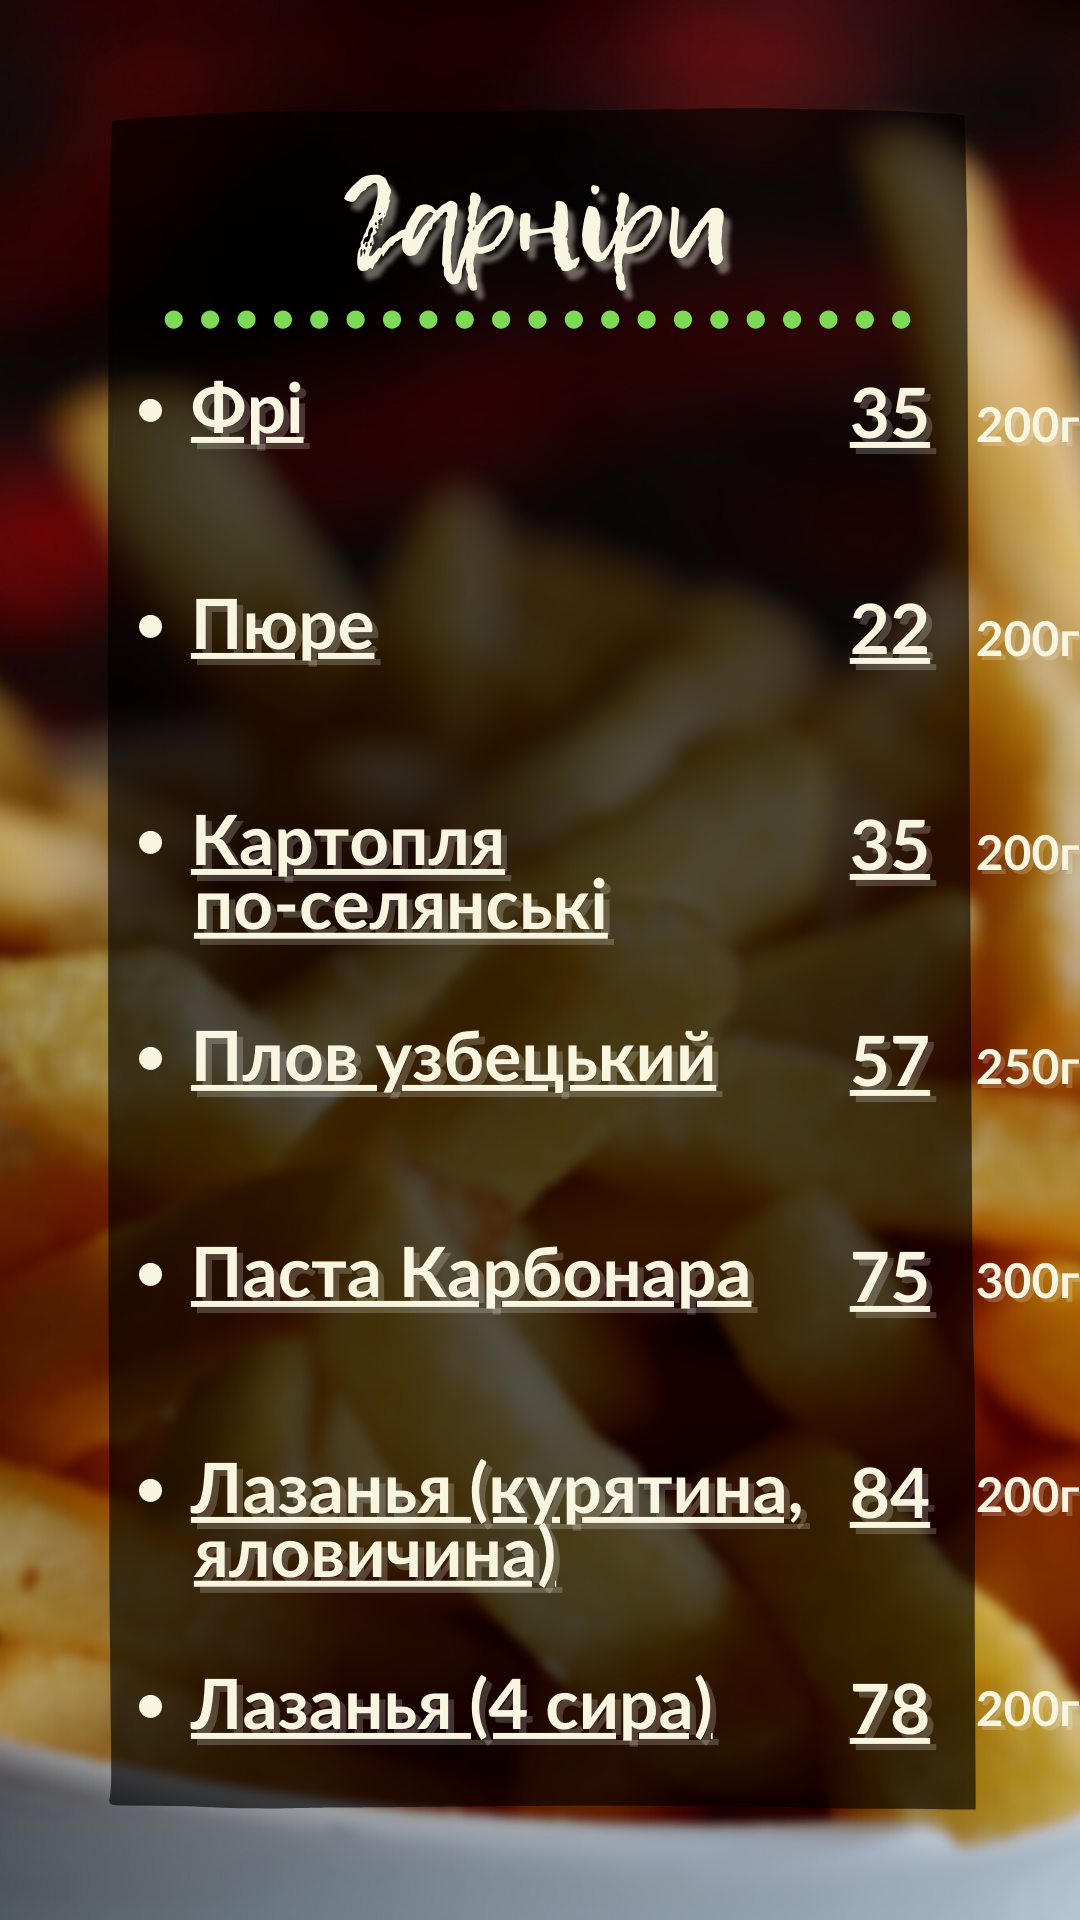 Гарніри
• Фрі 35 200г
• Пюре 22 200г
• Картопля 35 200г
по-селянські
• Плов узбецький 57 250г
• Паста Карбонара 75 300г
• Лазанья (курятина, 84 200г
яловичина)
• Лазанья (4 сира) 78 200г